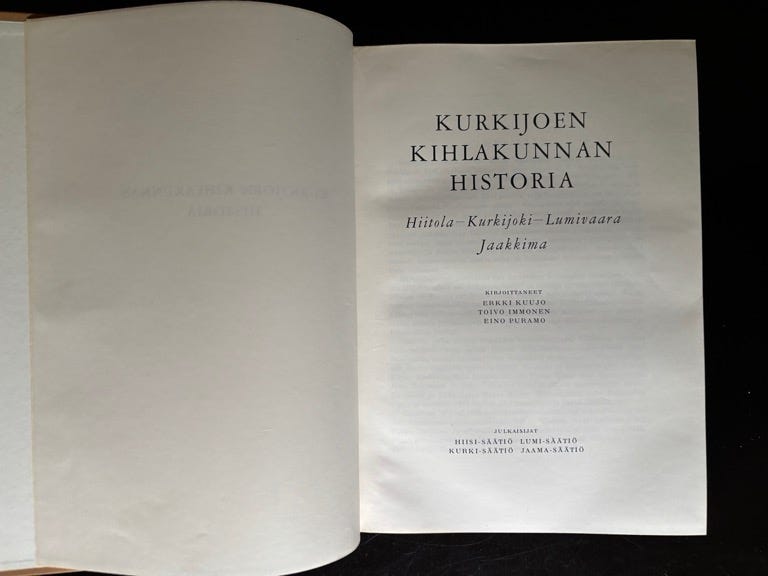 KURKIJOEN
KIHLAKUNNAN
HISTORIA
Hiitola—Kurkijoki—Lumivaara
Jaakkima
KIRJOITTANEET
ERKKI KUUJO
TOIVO IMMONEN
EINO PURAMO
JULKAISIJAT
HIISI-SÄÄTIÖ LUMI-SÄÄTIÖ
KURKI-SÄÄTIÖ JAAMA-SÄÄTIÖ